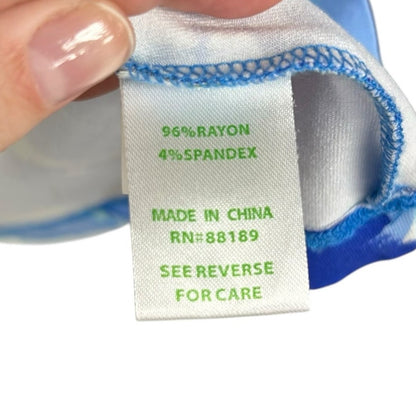 96%RAYON
4%SPANDEX
MADE IN CHINA
RN#88189
SEE REVERSE
FOR CARE